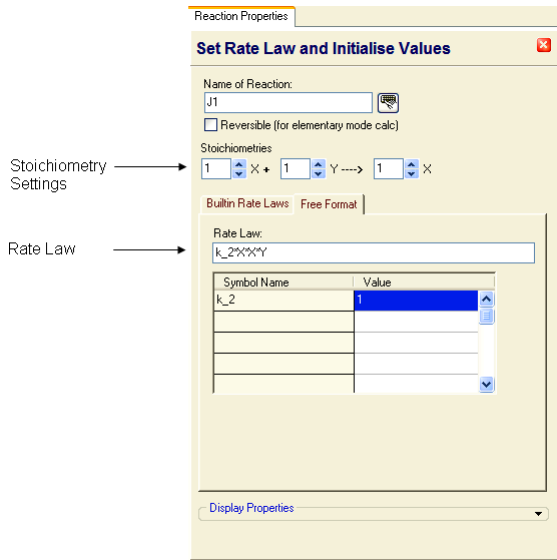 Reaction Properties
Set Rate Law and Initialise Values
Name of Reaction:
J1
Reversible (for elementary mode calc)
Stoichiometries
Stoichiometry Settings
1 X + 1 Y ----> 1 X
Builtin Rate Laws Free Format
Rate Law:
Rate Law
k_2*X*X*Y
Symbol Name Value
k_2 1
Display Properties